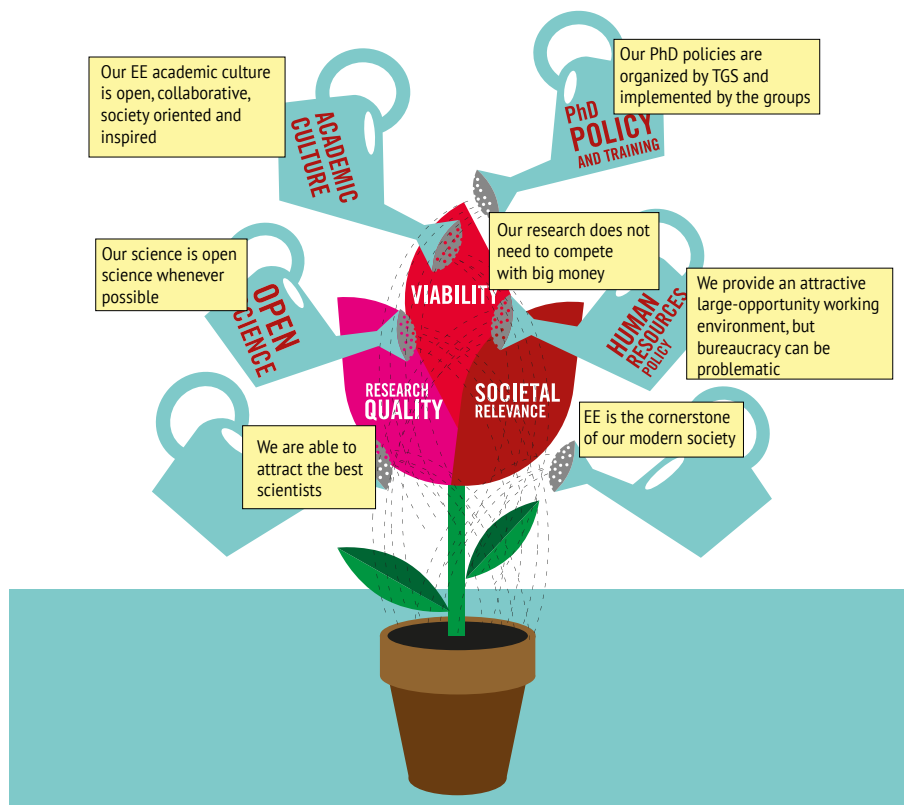 Our EE academic culture
is open, collaborative,
society oriented and
inspired
ACADEMIC
CULTURE
Our PhD policies are
organized by TGS and
implemented by the groups
PhD
POLICY
AND TRAINING
Our science is open
science whenever
possible
OPEN
CIENCE
Our research does not
need to compete
with big money
VIABILITY
HUMAN
RESOURCES
POLICY
We provide an attractive
large-opportunity working
environment, but
bureaucracy can be
problematic
RESEARCH
QUALITY
SOCIETAL
RELEVANCE
We are able to
attract the best
scientists
EE is the cornerstone
of our modern society